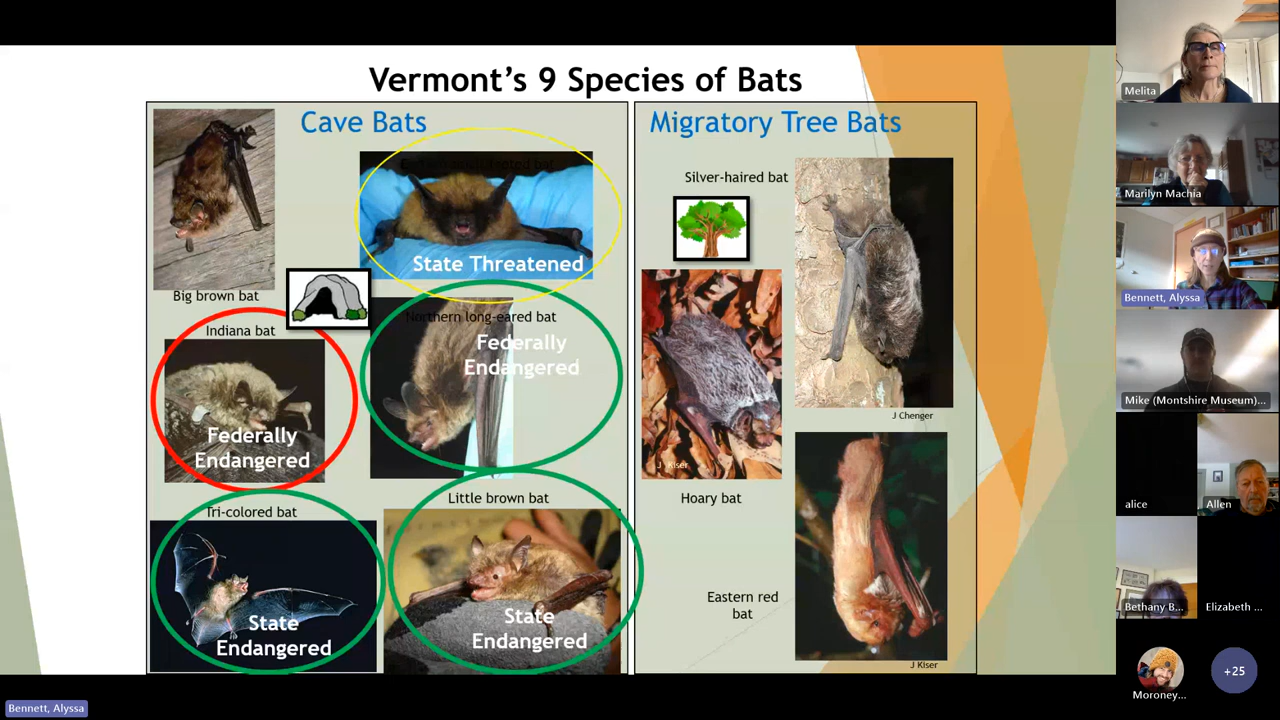 Vermont's 9 Species of Bats
Cave Bats
Big brown bat
State Threatened
Indiana bat
Federally
Endangered
Northern long-eared bat
Federally
Endangered
Tri-colored bat
State
Endangered
Little brown bat
State
Endangered
Migratory Tree Bats
Silver-haired bat
J Chenger
J Kiser
Hoary bat
Eastern red
bat
J Kiser
Bennett, Alyssa
Melita
Marilyn Machia
Bennett, Alyssa
Mike (Montshire Museum)...
alice
Allen
Bethany B...
Elizabeth ...
Moroney...
+25